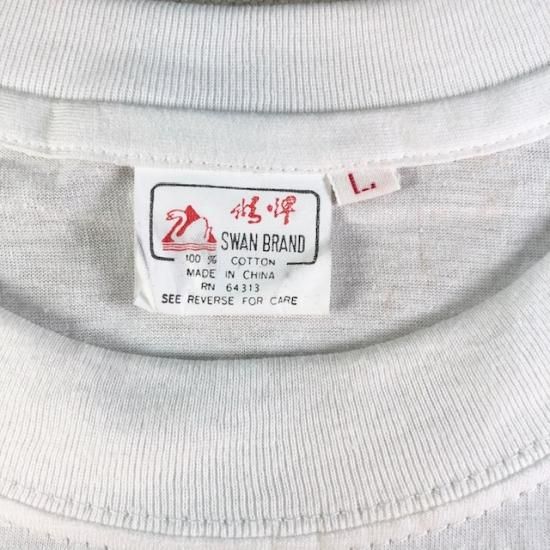 L.
SWAN BRAND
100 % COTTON
MADE IN CHINA
RN 64313
SEE REVERSE FOR CARE